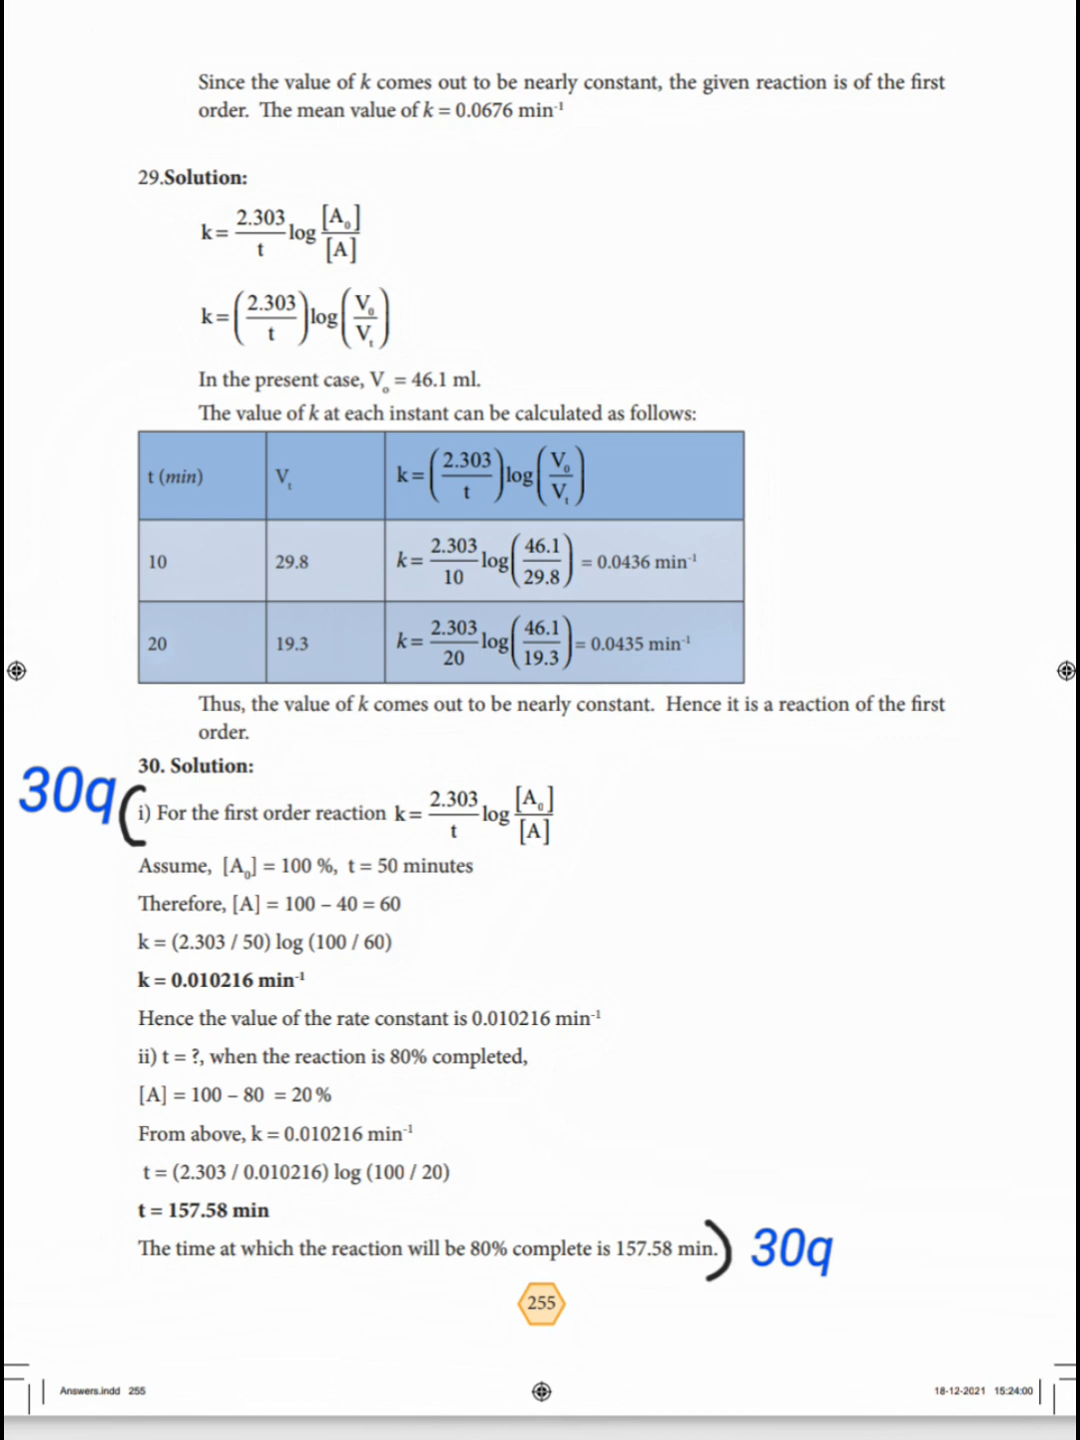 Since the value of k comes out to be nearly constant, the given reaction is of the first
order. The mean value of k = 0.0676 min⁻¹
29.Solution:
k = 2.303/t log [A₀]/[A]
k = (2.303/t) log (V₀/Vₜ)
In the present case, Vₒ = 46.1 ml.
The value of k at each instant can be calculated as follows:
t (min) Vₜ k = (2.303/t) log (V₀/Vₜ)
10 29.8 k = 2.303/10 log (46.1/29.8) = 0.0436 min⁻¹
20 19.3 k = 2.303/20 log (46.1/19.3) = 0.0435 min⁻¹
Thus, the value of k comes out to be nearly constant. Hence it is a reaction of the first
order.
30. Solution:
30q ( i) For the first order reaction k = 2.303/t log [A₀]/[A]
Assume, [A₀] = 100 %, t = 50 minutes
Therefore, [A] = 100 – 40 = 60
k = (2.303 / 50) log (100 / 60)
k = 0.010216 min⁻¹
Hence the value of the rate constant is 0.010216 min⁻¹
ii) t = ?, when the reaction is 80% completed,
[A] = 100 – 80 = 20 %
From above, k = 0.010216 min⁻¹
t = (2.303 / 0.010216) log (100 / 20)
t = 157.58 min
The time at which the reaction will be 80% complete is 157.58 min. ) 30q
255
Answers.indd 255 18-12-2021 15:24:00